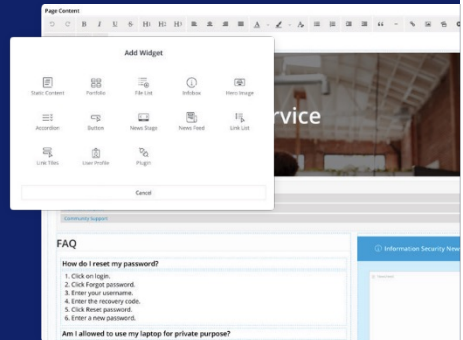 Page Content
B I U S H1 H2 H3
Add Widget
Static Content Portfolio File List Infobox Hero Image
Accordion Button News Stage News Feed Link List
Link Tiles User Profile Plugin
Cancel
rvice
Community Support
FAQ
How do I reset my password?
1. Click on login.
2. Click Forgot password.
3. Enter your username.
4. Enter the recovery code.
5. Click Reset password.
6. Enter a new password.
Am I allowed to use my laptop for private purpose?
Information Security New